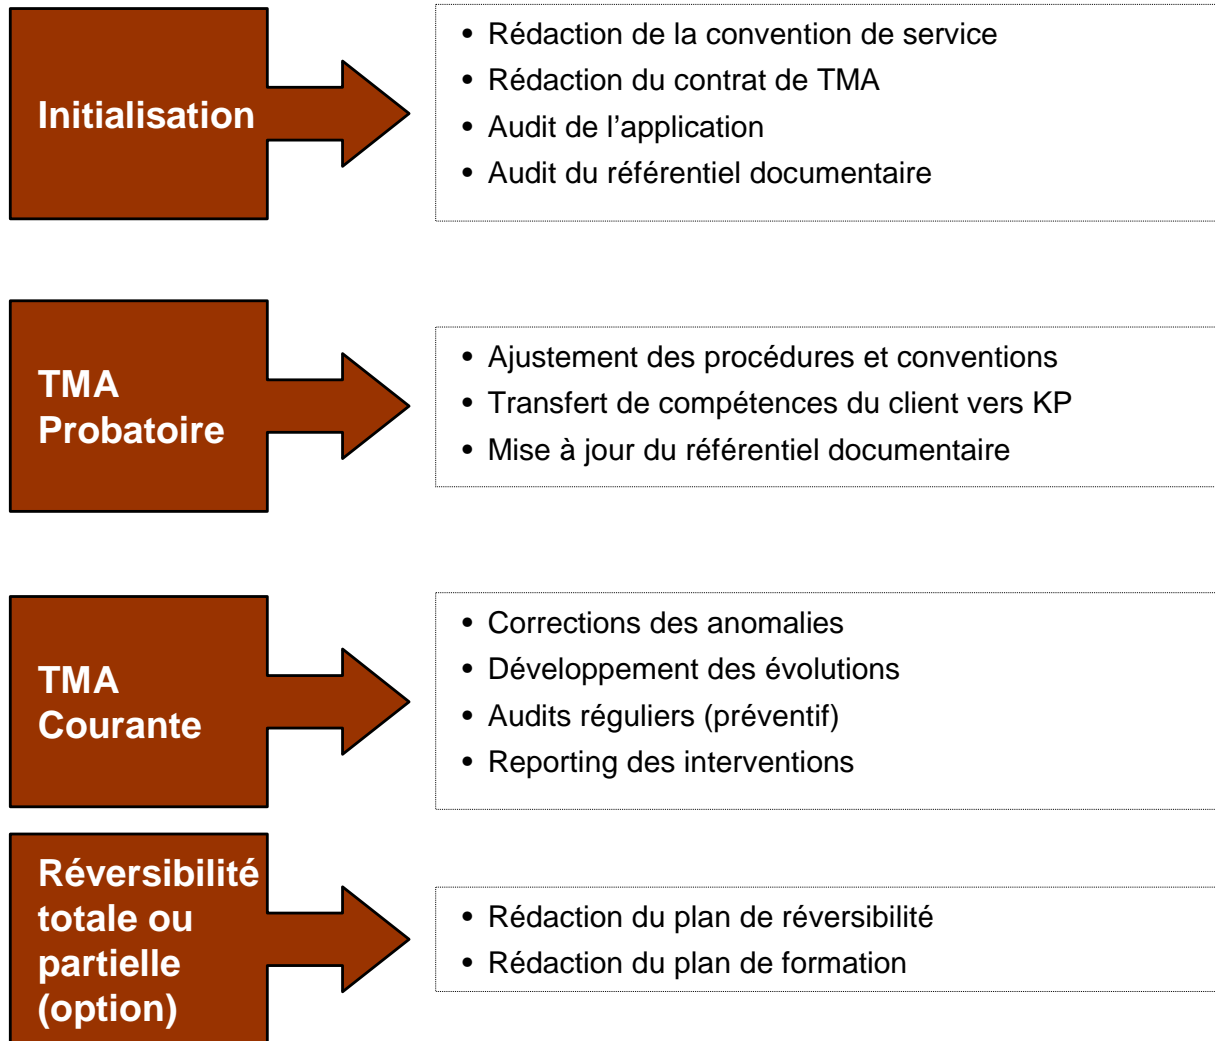 Initialisation
• Rédaction de la convention de service
• Rédaction du contrat de TMA
• Audit de l’application
• Audit du référentiel documentaire
TMA
Probatoire
• Ajustement des procédures et conventions
• Transfert de compétences du client vers KP
• Mise à jour du référentiel documentaire
TMA
Courante
• Corrections des anomalies
• Développement des évolutions
• Audits réguliers (préventif)
• Reporting des interventions
Réversibilité
totale ou
partielle
(option)
• Rédaction du plan de réversibilité
• Rédaction du plan de formation